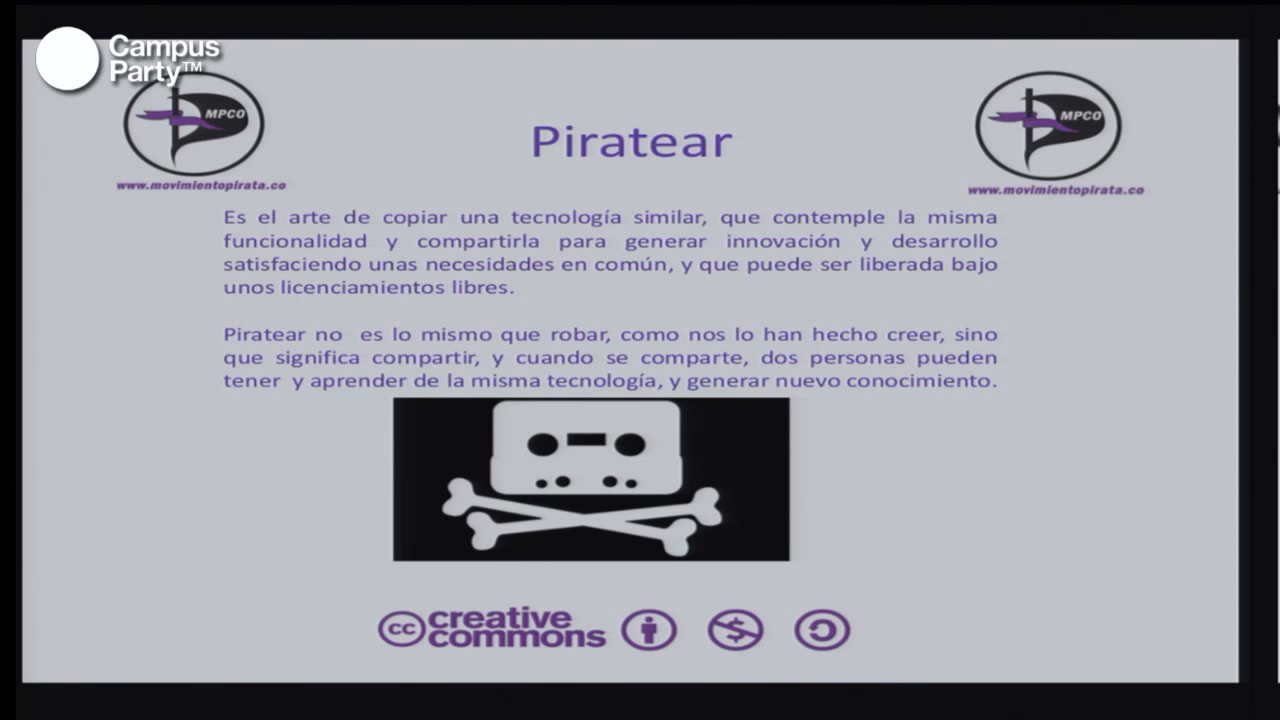 Campus
Party™
MPCO
www.movimientopirata.co
MPCO
www.movimientopirata.co
Piratear
Es el arte de copiar una tecnología similar, que contemple la misma
funcionalidad y compartirla para generar innovación y desarrollo
satisfaciendo unas necesidades en común, y que puede ser liberada bajo
unos licenciamientos libres.
Piratear no es lo mismo que robar, como nos lo han hecho creer, sino
que significa compartir, y cuando se comparte, dos personas pueden
tener y aprender de la misma tecnología, y generar nuevo conocimiento.
cc creative
commons